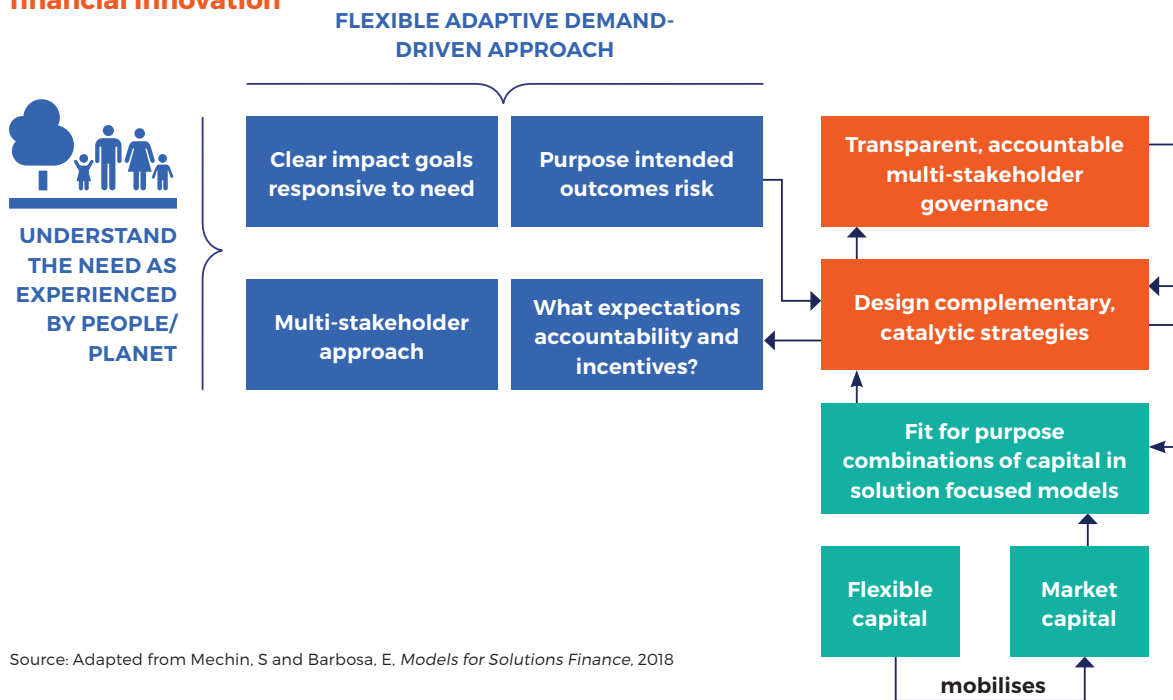 financial innovation
FLEXIBLE ADAPTIVE DEMAND-
DRIVEN APPROACH
UNDERSTAND
THE NEED AS
EXPERIENCED
BY PEOPLE/
PLANET
Clear impact goals
responsive to need
Purpose intended
outcomes risk
Multi-stakeholder
approach
What expectations
accountability and
incentives?
Transparent, accountable
multi-stakeholder
governance
Design complementary,
catalytic strategies
Fit for purpose
combinations of capital in
solution focused models
Flexible
capital
Market
capital
mobilises
Source: Adapted from Mechin, S and Barbosa, E, Models for Solutions Finance, 2018